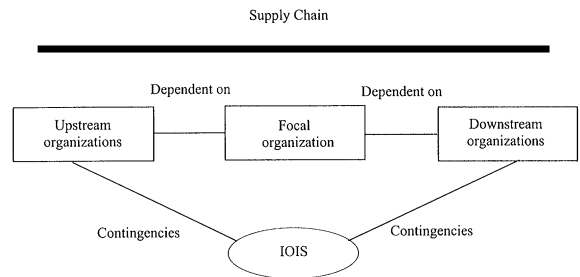 Supply Chain
Dependent on
Dependent on
Upstream
organizations
Focal
organization
Downstream
organizations
Contingencies
Contingencies
IOIS